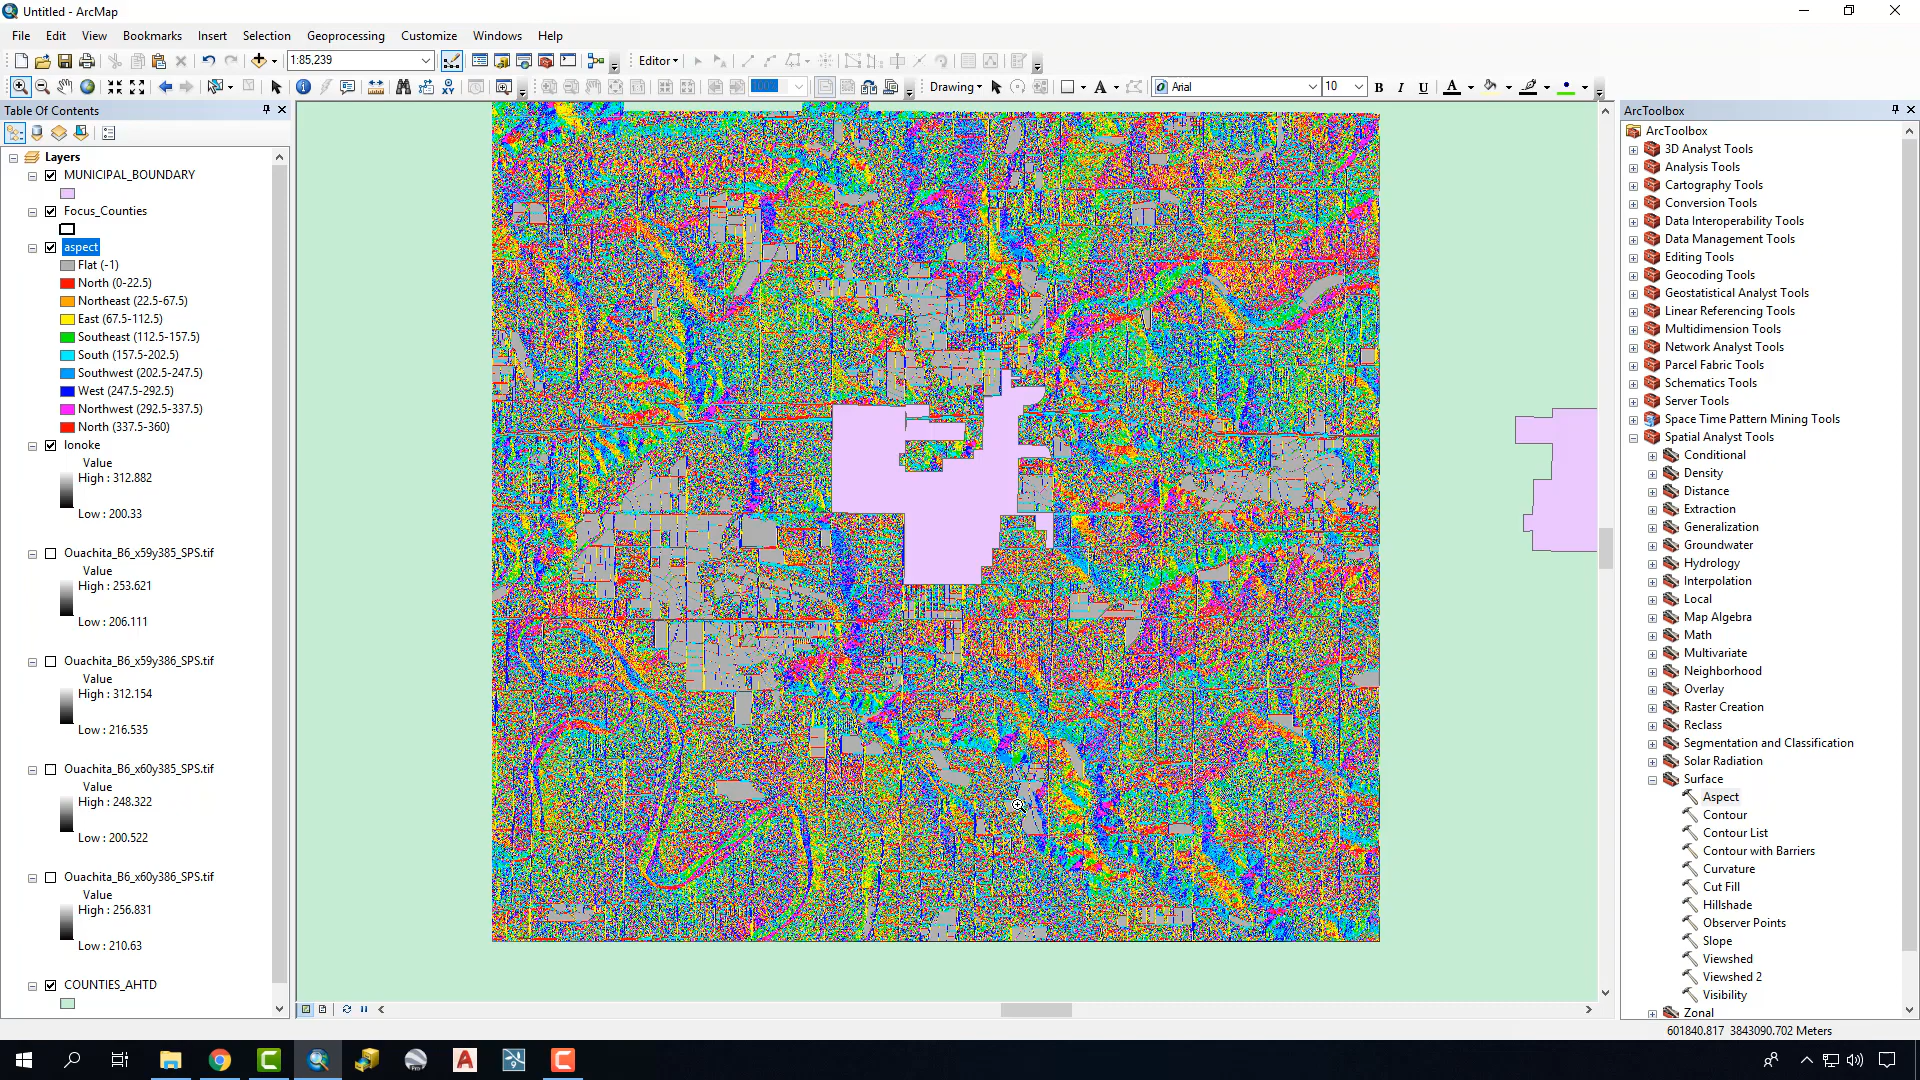 Untitled - ArcMap
File Edit View Bookmarks Insert Selection Geoprocessing Customize Windows Help
1:85,239
Editor
Drawing
A
Arial
10
B
I
U
A
Table Of Contents
Layers
MUNICIPAL_BOUNDARY
Focus_Counties
aspect
Flat (-1)
North (0-22.5)
Northeast (22.5-67.5)
East (67.5-112.5)
Southeast (112.5-157.5)
South (157.5-202.5)
Southwest (202.5-247.5)
West (247.5-292.5)
Northwest (292.5-337.5)
North (337.5-360)
lonoke
Value
High : 312.882
Low : 200.33
Ouachita_B6_x59y385_SPS.tif
Value
High : 253.621
Low : 206.111
Ouachita_B6_x59y386_SPS.tif
Value
High : 312.154
Low : 216.535
Ouachita_B6_x60y385_SPS.tif
Value
High : 248.322
Low : 200.522
Ouachita_B6_x60y386_SPS.tif
Value
High : 256.831
Low : 210.63
COUNTIES_AHTD
ArcToolbox
ArcToolbox
3D Analyst Tools
Analysis Tools
Cartography Tools
Conversion Tools
Data Interoperability Tools
Data Management Tools
Editing Tools
Geocoding Tools
Geostatistical Analyst Tools
Linear Referencing Tools
Multidimension Tools
Network Analyst Tools
Parcel Fabric Tools
Schematics Tools
Server Tools
Space Time Pattern Mining Tools
Spatial Analyst Tools
Conditional
Density
Distance
Extraction
Generalization
Groundwater
Hydrology
Interpolation
Local
Map Algebra
Math
Multivariate
Neighborhood
Overlay
Raster Creation
Reclass
Segmentation and Classification
Solar Radiation
Surface
Aspect
Contour
Contour List
Contour with Barriers
Curvature
Cut Fill
Hillshade
Observer Points
Slope
Viewshed
Viewshed 2
Visibility
Zonal
601840.817 3843090.702 Meters